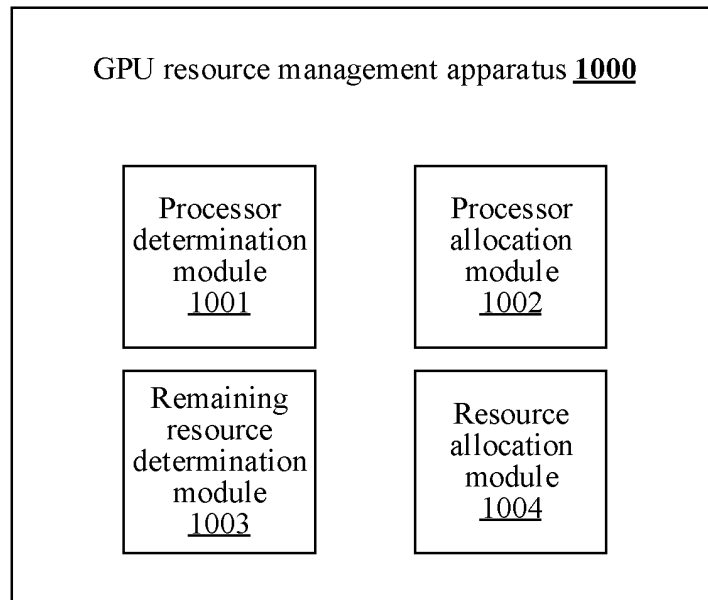 GPU resource management apparatus 1000
Processor
determination
module
1001
Processor
allocation
module
1002
Remaining
resource
determination
module
1003
Resource
allocation
module
1004